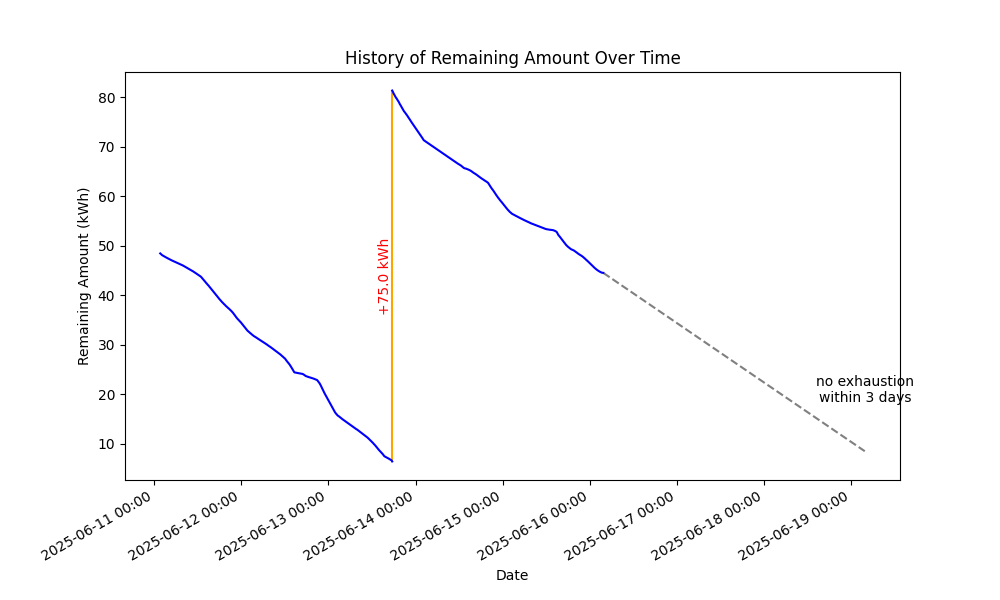 History of Remaining Amount Over Time
Remaining Amount (kWh)
80
70
60
50
40
30
20
10
+75.0 kWh
no exhaustion
within 3 days
2025-06-11 00:00
2025-06-12 00:00
2025-06-13 00:00
2025-06-14 00:00
2025-06-15 00:00
2025-06-16 00:00
2025-06-17 00:00
2025-06-18 00:00
2025-06-19 00:00
Date